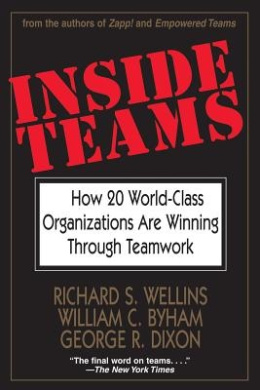 from the authors of Zapp! and Empowered Teams
INSIDE
TEAMS
How 20 World-Class
Organizations Are Winning
Through Teamwork
RICHARD S. WELLINS
WILLIAM C. BYHAM
GEORGE R. DIXON
"The final word on teams. . . ."
—The New York Times